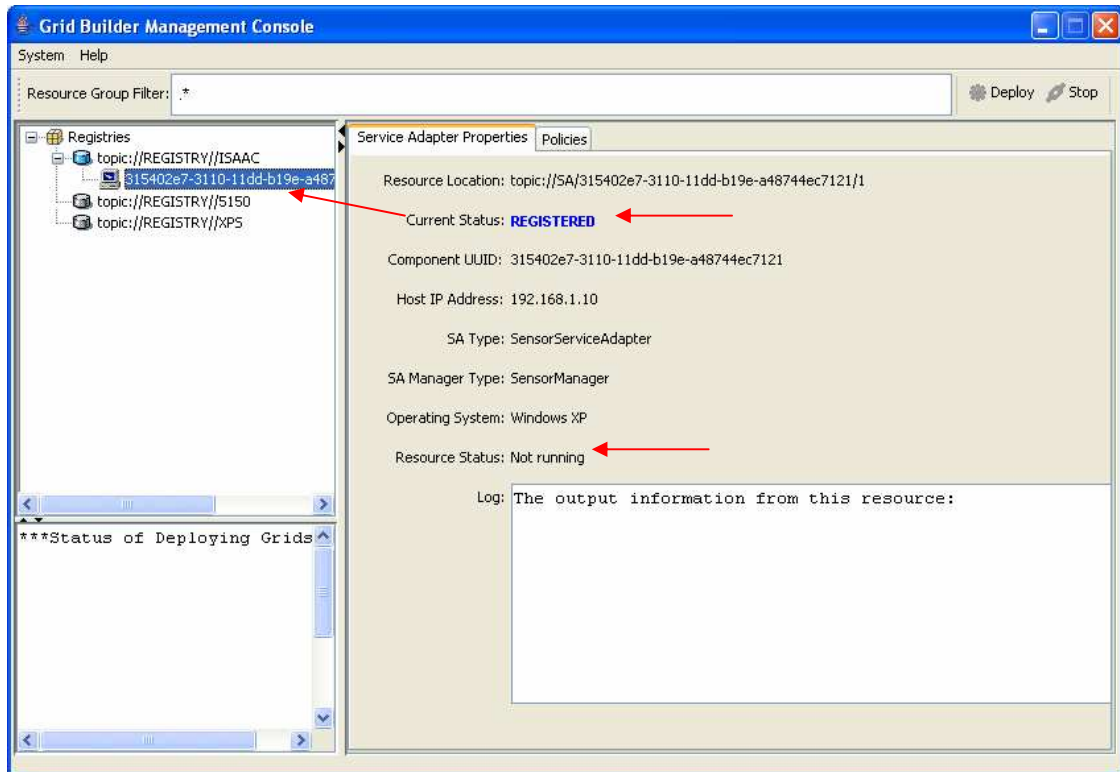 Grid Builder Management Console
System Help
Resource Group Filter: .*
Deploy Stop
Registries
topic://REGISTRY//ISAAC
315402e7-3110-11dd-b19e-a487
topic://REGISTRY//5150
topic://REGISTRY//XPS
***Status of Deploying Grids
Service Adapter Properties Policies
Resource Location: topic://SA/315402e7-3110-11dd-b19e-a48744ec7121/1
Current Status: REGISTERED
Component UUID: 315402e7-3110-11dd-b19e-a48744ec7121
Host IP Address: 192.168.1.10
SA Type: SensorServiceAdapter
SA Manager Type: SensorManager
Operating System: Windows XP
Resource Status: Not running
Log: The output information from this resource: